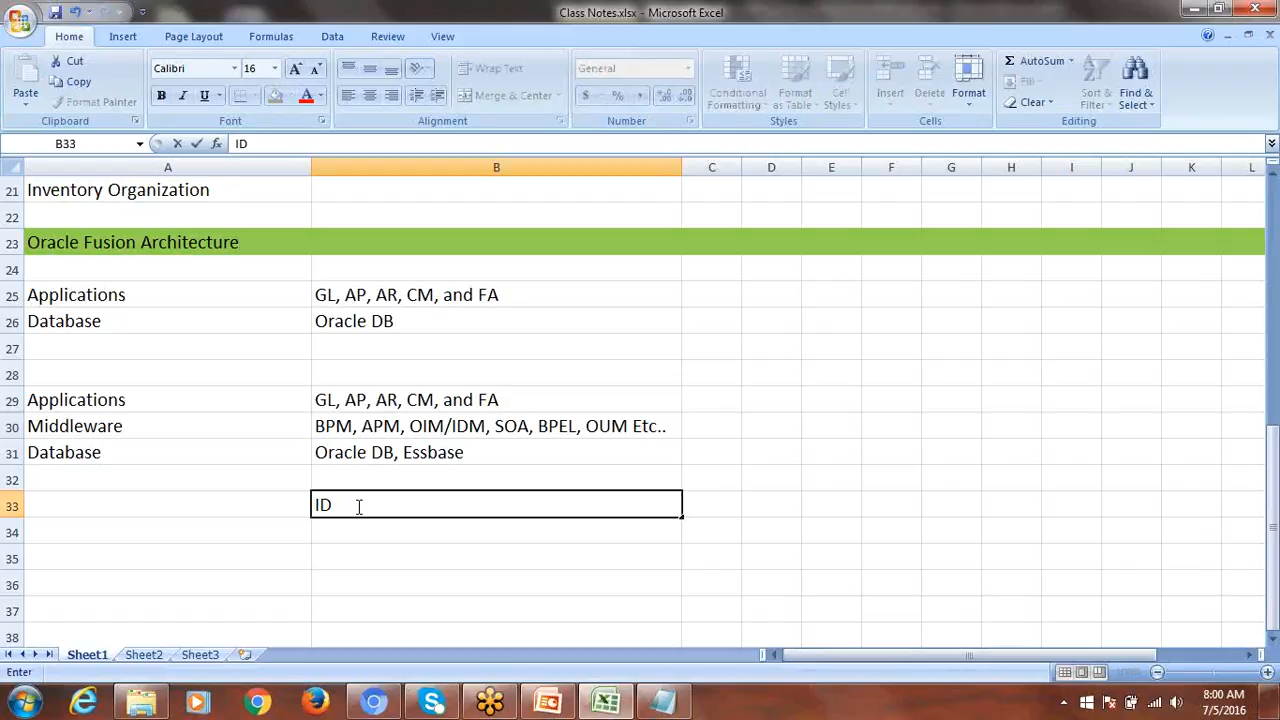 Class Notes.xlsx - Microsoft Excel
Home Insert Page Layout Formulas Data Review View
Paste
Cut
Copy
Format Painter
Clipboard
Calibri 16
B I U
Font
Wrap Text
Merge & Center
Alignment
General
$ % ,
Number
Conditional Formatting
Format as Table
Cell Styles
Styles
Insert Delete Format
Cells
Σ AutoSum
Fill
Clear
Sort & Filter
Find & Select
Editing
B33 fx ID
A B C D E F G H I J K L
21 Inventory Organization
22
23 Oracle Fusion Architecture
24
25 Applications GL, AP, AR, CM, and FA
26 Database Oracle DB
27
28
29 Applications GL, AP, AR, CM, and FA
30 Middleware BPM, APM, OIM/IDM, SOA, BPEL, OUM Etc..
31 Database Oracle DB, Essbase
32
33 ID
34
35
36
37
38
Sheet1 Sheet2 Sheet3
Enter
8:00 AM
7/5/2016